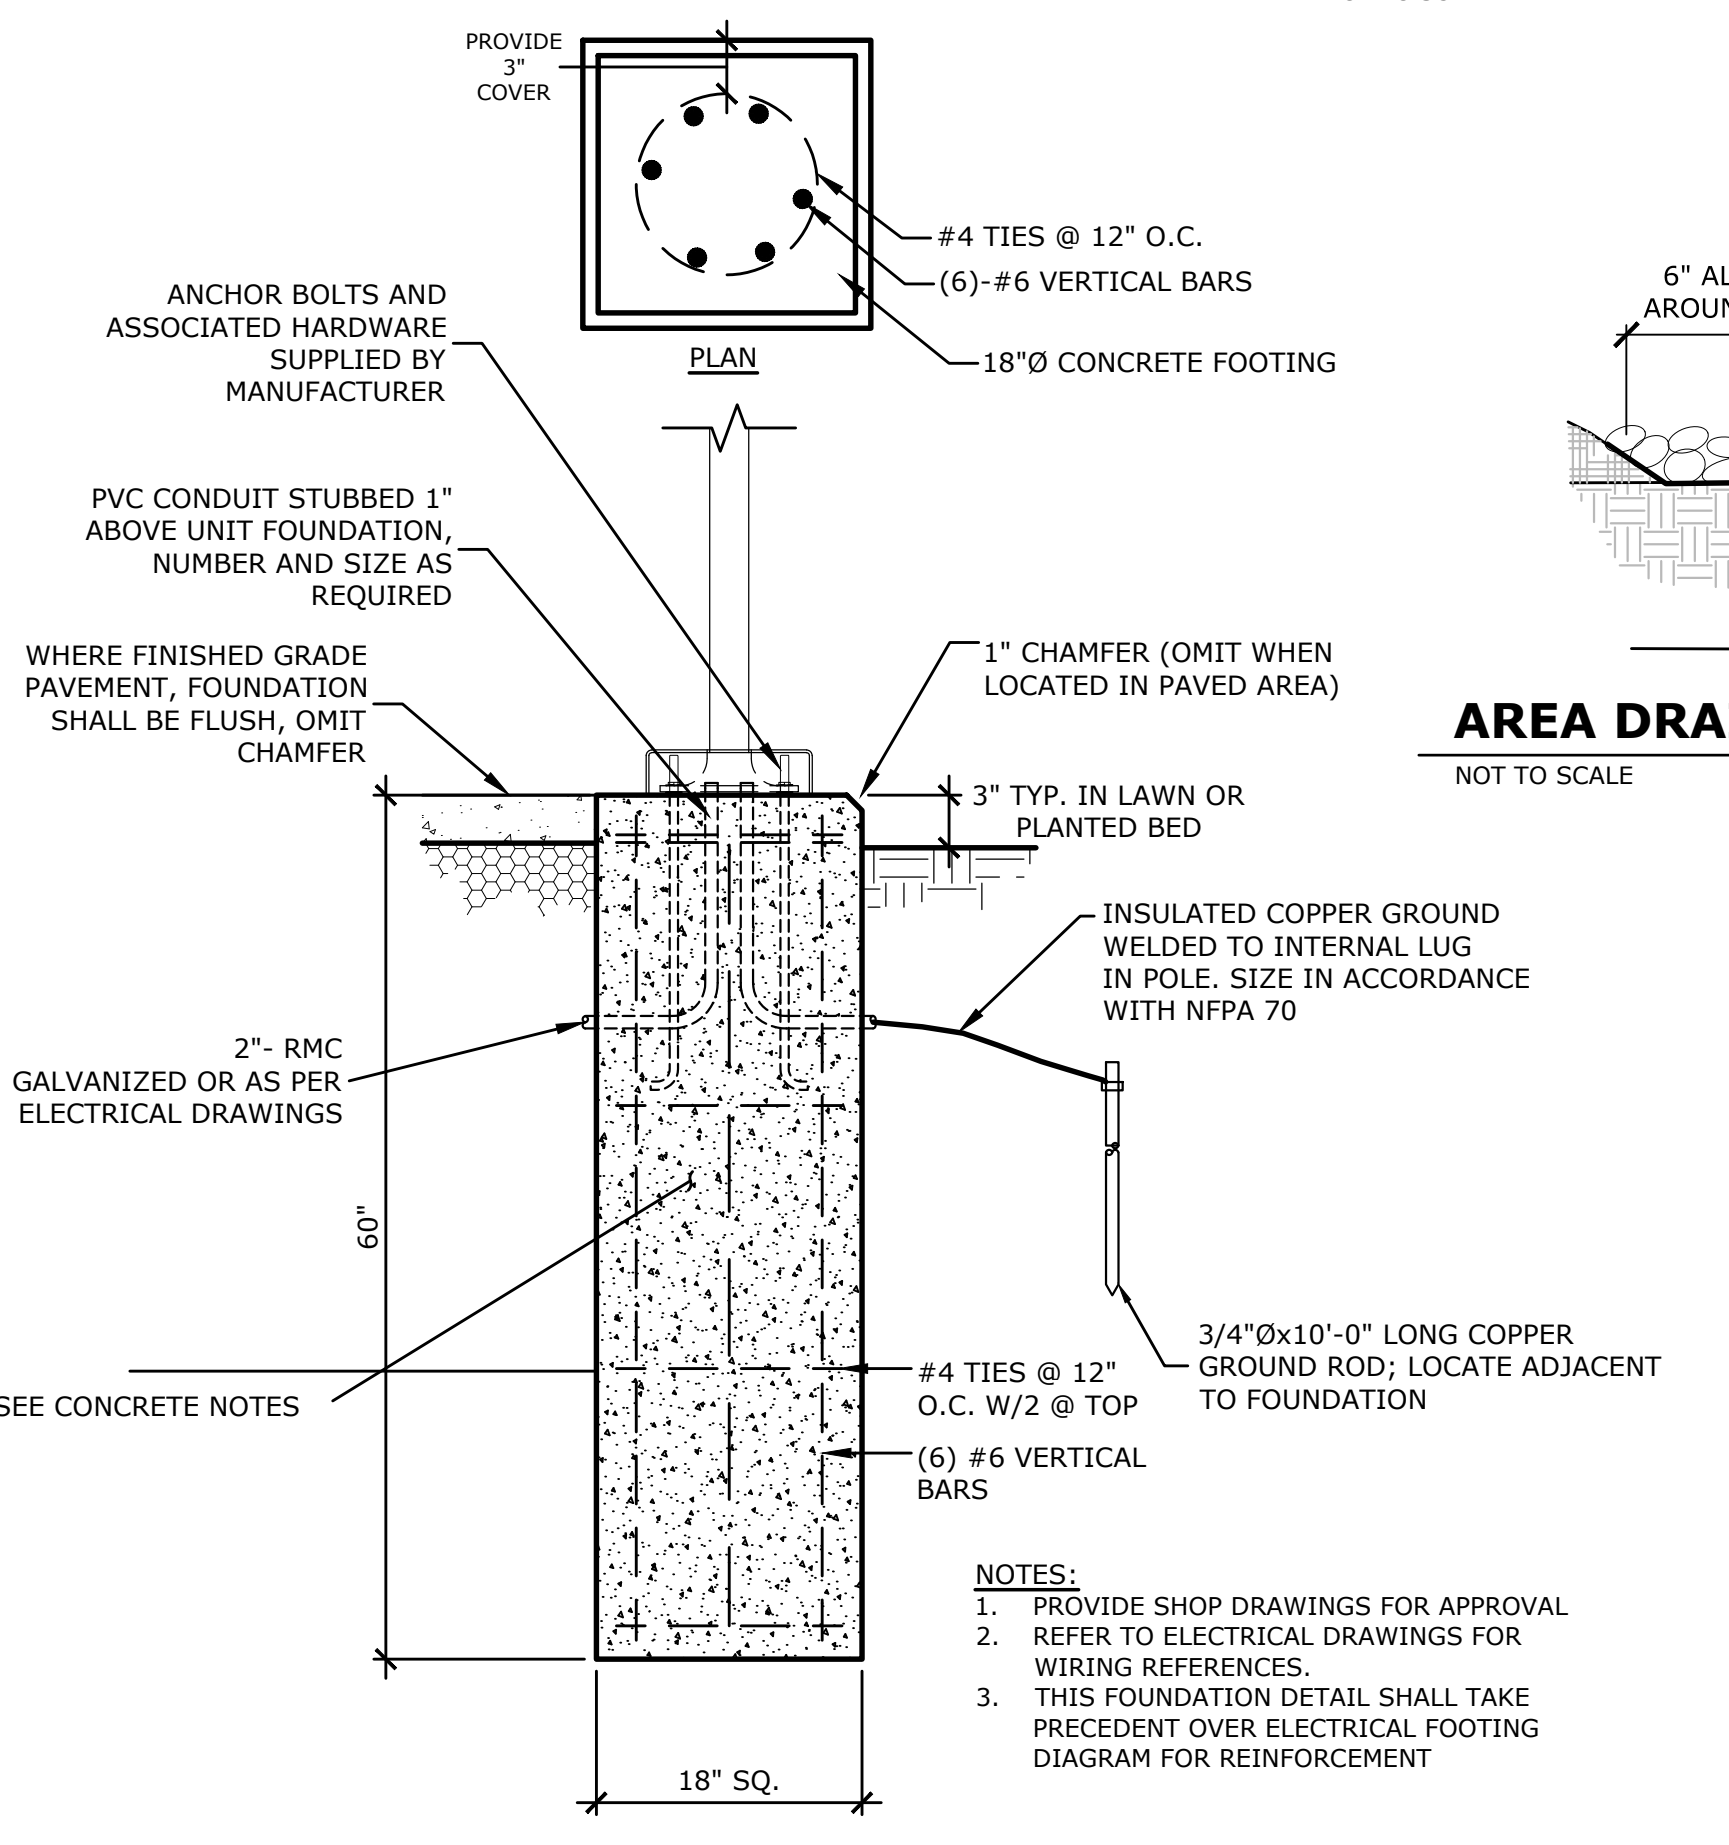 PROVIDE
3"
COVER
#4 TIES @ 12" O.C.
(6)-#6 VERTICAL BARS
18"Ø CONCRETE FOOTING
PLAN
ANCHOR BOLTS AND
ASSOCIATED HARDWARE
SUPPLIED BY
MANUFACTURER
PVC CONDUIT STUBBED 1"
ABOVE UNIT FOUNDATION,
NUMBER AND SIZE AS
REQUIRED
WHERE FINISHED GRADE
PAVEMENT, FOUNDATION
SHALL BE FLUSH, OMIT
CHAMFER
1" CHAMFER (OMIT WHEN
LOCATED IN PAVED AREA)
3" TYP. IN LAWN OR
PLANTED BED
INSULATED COPPER GROUND
WELDED TO INTERNAL LUG
IN POLE. SIZE IN ACCORDANCE
WITH NFPA 70
2"- RMC
GALVANIZED OR AS PER
ELECTRICAL DRAWINGS
60"
SEE CONCRETE NOTES
#4 TIES @ 12"
O.C. W/2 @ TOP
(6) #6 VERTICAL
BARS
3/4"Øx10'-0" LONG COPPER
GROUND ROD; LOCATE ADJACENT
TO FOUNDATION
18" SQ.
NOTES:
1. PROVIDE SHOP DRAWINGS FOR APPROVAL
2. REFER TO ELECTRICAL DRAWINGS FOR
WIRING REFERENCES.
3. THIS FOUNDATION DETAIL SHALL TAKE
PRECEDENT OVER ELECTRICAL FOOTING
DIAGRAM FOR REINFORCEMENT
6" AL
AROUN
AREA DRA
NOT TO SCALE